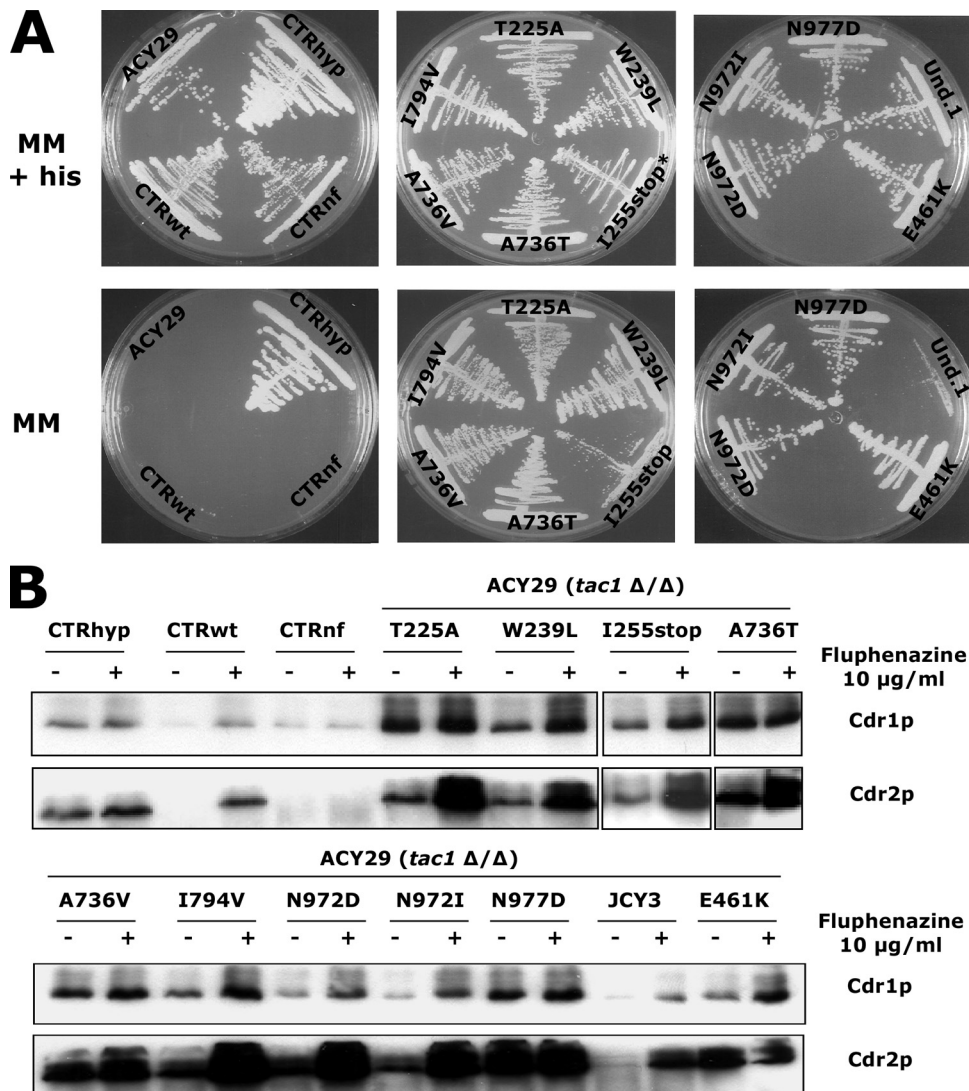 A
MM + his
ACY29
CTRhyp
CTRwt
CTRnf
T225A
I794V
W239L
A736V
I255stop*
A736T
N977D
N972I
Und.1
N972D
E461K
MM
ACY29
CTRhyp
CTRwt
CTRnf
T225A
I794V
W239L
A736V
I255stop
A736T
N977D
N972I
Und.1
N972D
E461K
B
ACY29 (tac1 Δ/Δ)
CTRhyp CTRwt CTRnf T225A W239L I255stop A736T
- + - + - + - + - + - + - +
Fluphenazine
10 µg/ml
Cdr1p
Cdr2p
ACY29 (tac1 Δ/Δ)
A736V I794V N972D N972I N977D JCY3 E461K
- + - + - + - + - + - + - +
Fluphenazine
10 µg/ml
Cdr1p
Cdr2p